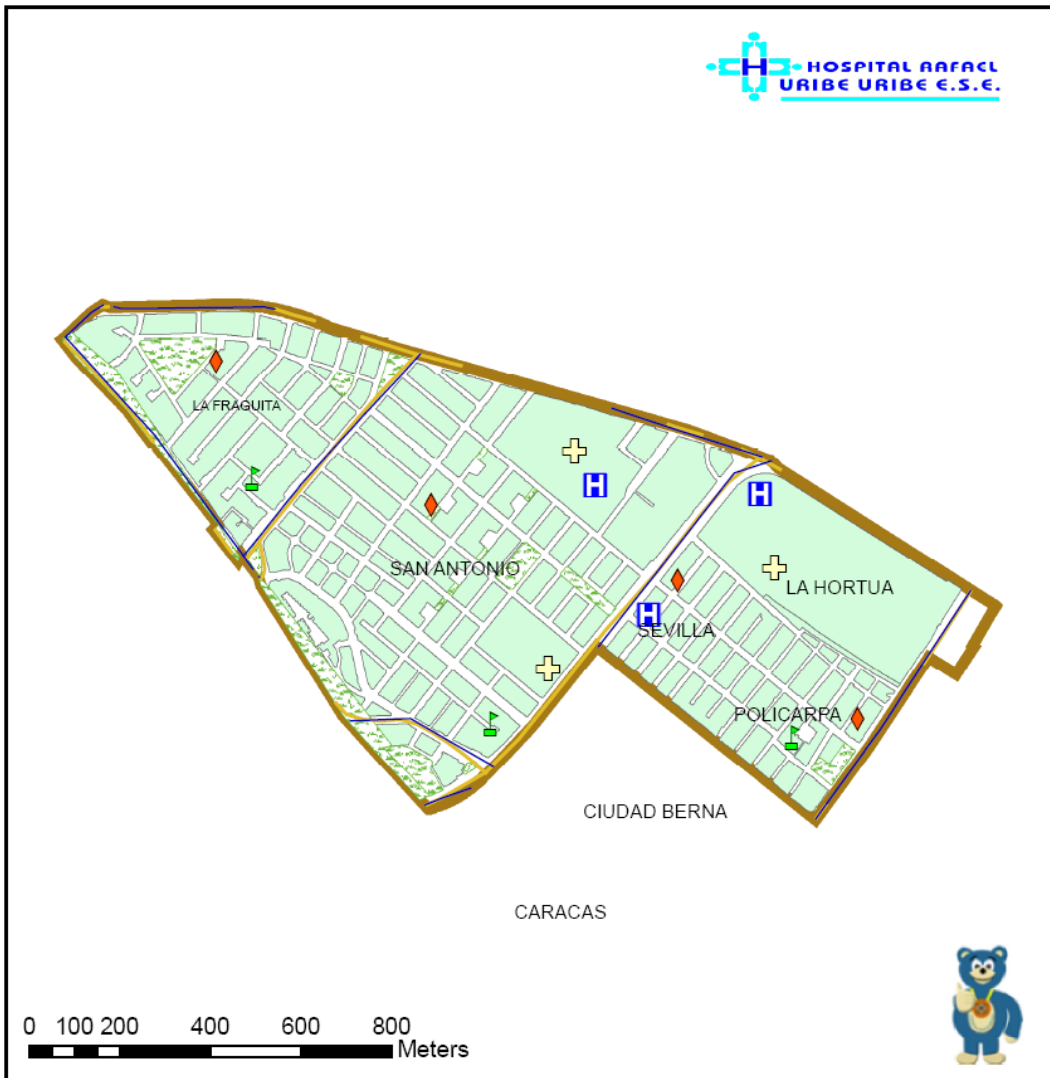 HOSPITAL RAFAEL
URIBE URIBE E.S.E.
LA FRAGUITA
H
H
SAN ANTONIO
LA HORTUA
H
SEVILLA
POLICARPA
CIUDAD BERNA
CARACAS
0 100 200 400 600 800
Meters